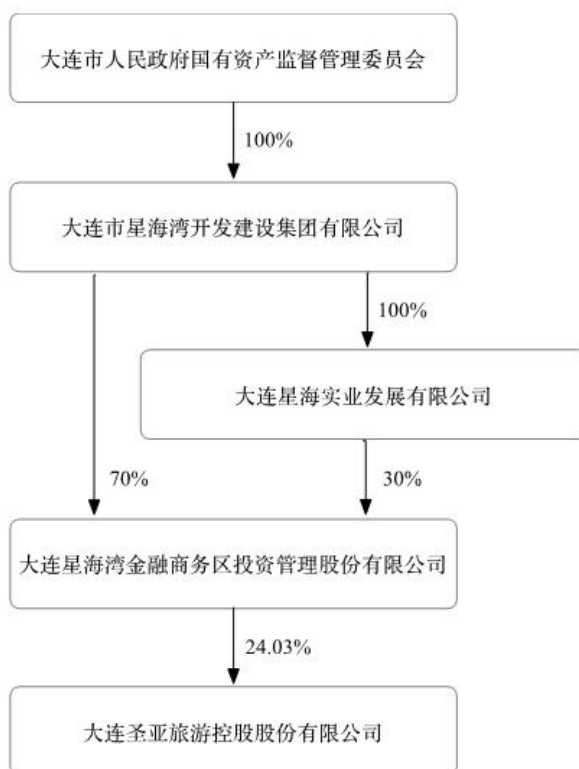 大连市人民政府国有资产监督管理委员会
100%
大连市星海湾开发建设集团有限公司
100%
大连星海实业发展有限公司
70%
30%
大连星海湾金融商务区投资管理股份有限公司
24.03%
大连圣亚旅游控股股份有限公司